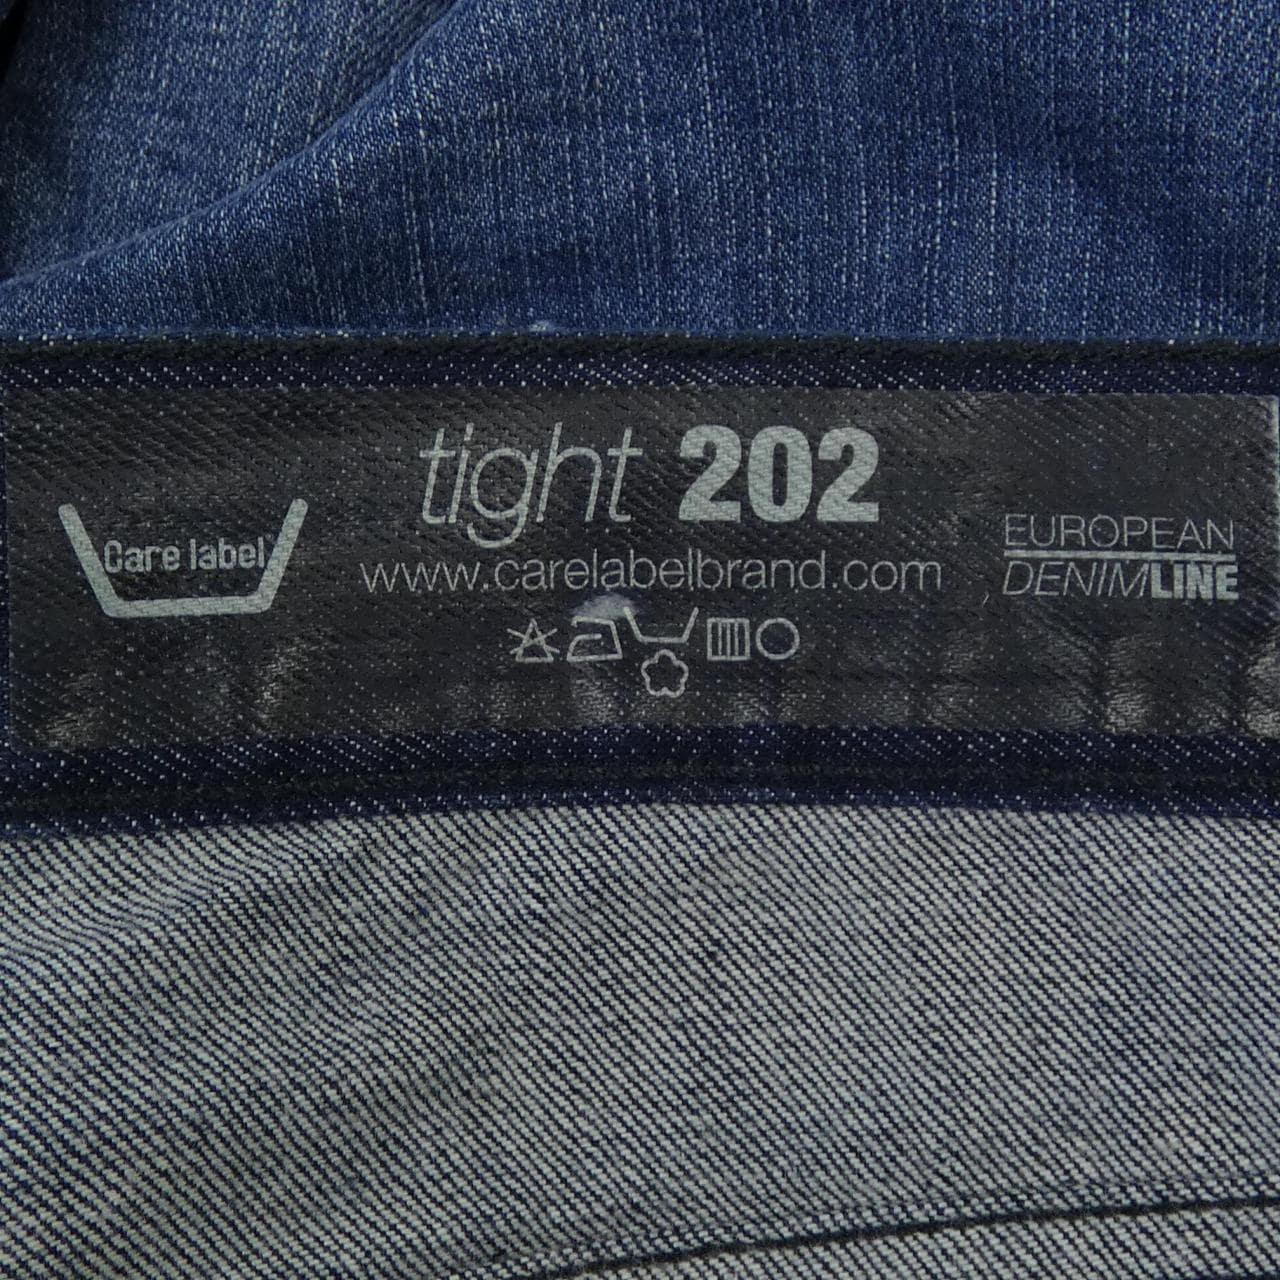 tight 202
Care label
www.carelabelbrand.com
EUROPEAN
DENIMLINE